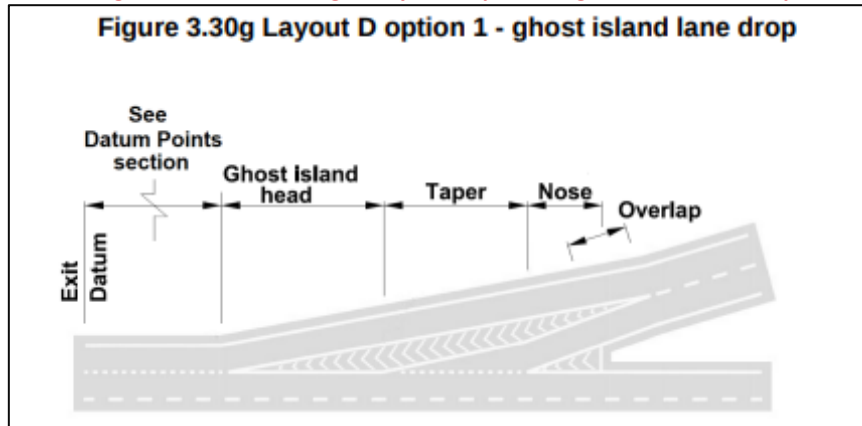 Figure 3.30g Layout D option 1 - ghost island lane drop
See
Datum Points
section
Ghost island
head
Taper
Nose
Overlap
Exit
Datum